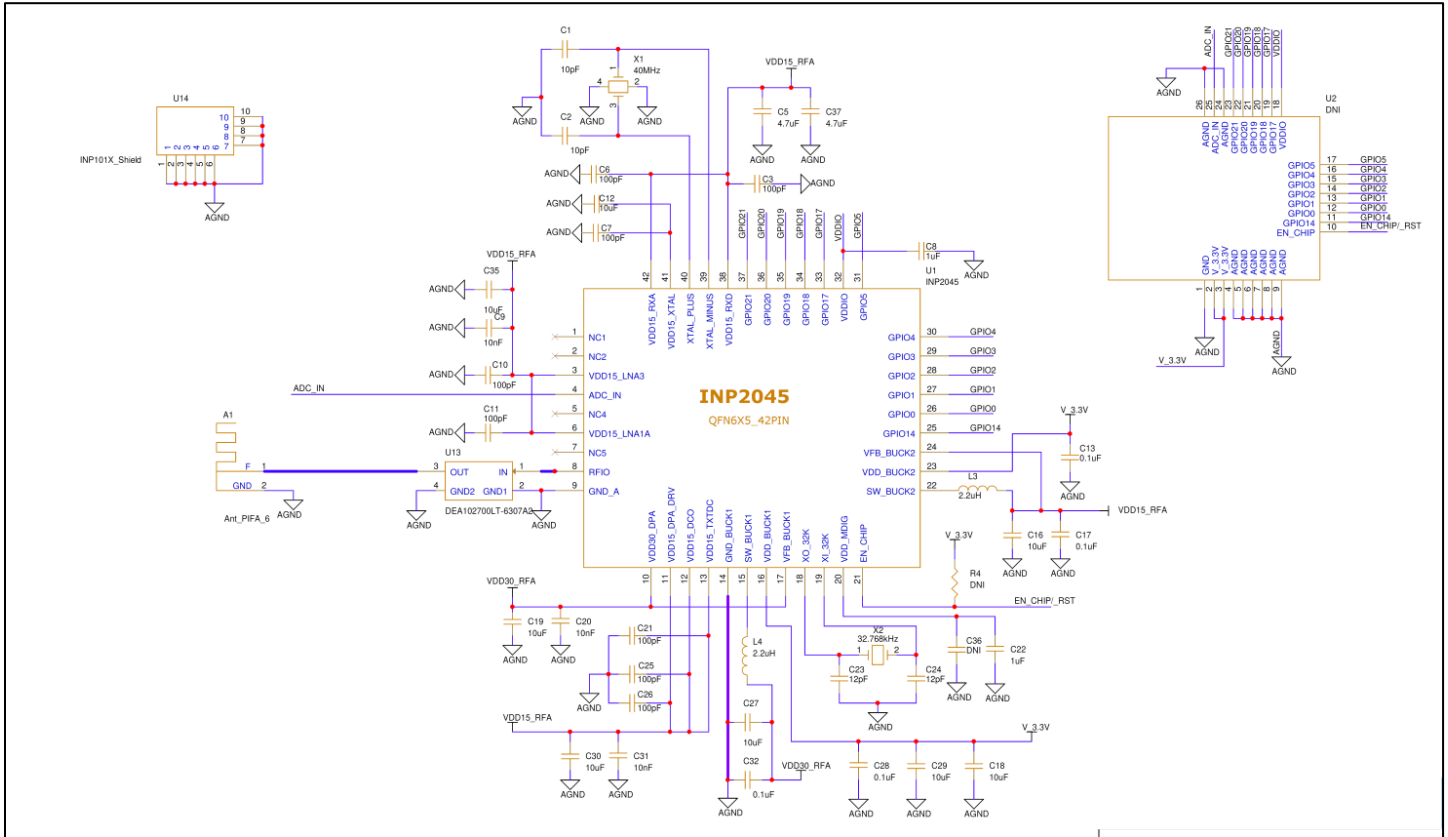 U14
10
9
8
7
10
9
8
7
1
2
3
4
5
6
1
2
3
4
5
6
INP101X_Shield
AGND
C1
10pF
X1
40MHz
1
4
2
3
AGND
AGND
AGND
C2
10pF
VDD15_RFA
C5
4.7uF
C37
4.7uF
AGND
AGND
AGND
C6
100pF
C3
100pF
AGND
AGND
C12
10uF
AGND
C7
100pF
GPIO21
GPIO20
GPIO19
GPIO18
GPIO17
VDDIO
GPIO5
C8
1uF
AGND
U1
INP2045
VDD15_RFA
C35
AGND
10uF
C9
AGND
10nF
C10
AGND
100pF
C11
100pF
AGND
ADC_IN
42
41
40
39
38
37
36
35
34
33
32
31
VDD15_RXA
VDD15_XTAL
XTAL_PLUS
XTAL_MINUS
VDD15_RXD
GPIO21
GPIO20
GPIO19
GPIO18
GPIO17
VDDIO
GPIO5
1
NC1
2
NC2
3
VDD15_LNA3
4
ADC_IN
5
NC4
6
VDD15_LNA1A
7
NC5
8
RFIO
9
GND_A
INP2045
QFN6X5_42PIN
GPIO4
30
GPIO4
GPIO3
29
GPIO3
GPIO2
28
GPIO2
GPIO1
27
GPIO1
GPIO0
26
GPIO0
GPIO14
25
GPIO14
VFB_BUCK2
24
VDD_BUCK2
23
SW_BUCK2
22
VDD30_DPA
VDD15_DPA_DRV
VDD15_DCO
VDD15_TXTDC
GND_BUCK1
SW_BUCK1
VDD_BUCK1
VFB_BUCK1
XO_32K
XI_32K
VDD_MDIG
EN_CHIP
10
11
12
13
14
15
16
17
18
19
20
21
A1
F
1
GND
2
AGND
Ant_PIFA_6
U13
3
OUT
IN
1
4
GND2
GND1
2
AGND
AGND
DEA102700LT-6307A2
V_3.3V
C13
0.1uF
AGND
L3
2.2uH
VDD15_RFA
C16
10uF
C17
0.1uF
AGND
AGND
V_3.3V
R4
DNI
EN_CHIP/_RST
VDD30_RFA
C19
10uF
C20
10nF
AGND
AGND
C21
100pF
C25
100pF
C26
100pF
AGND
VDD15_RFA
C30
10uF
C31
10nF
AGND
AGND
L4
2.2uH
C27
10uF
C32
0.1uF
VDD30_RFA
AGND
X2
32.768kHz
1
2
C23
12pF
C24
12pF
AGND
C36
DNI
C22
1uF
AGND
AGND
V_3.3V
C28
0.1uF
C29
10uF
C18
10uF
AGND
AGND
AGND
ADC_IN
GPIO21
GPIO20
GPIO19
GPIO18
GPIO17
VDDIO
AGND
26
25
24
23
22
21
20
19
18
U2
DNI
AGND
ADC_IN
AGND
GPIO21
GPIO20
GPIO19
GPIO18
GPIO17
VDDIO
GPIO5
17
GPIO5
GPIO4
16
GPIO4
GPIO3
15
GPIO3
GPIO2
14
GPIO2
GPIO1
13
GPIO1
GPIO0
12
GPIO0
GPIO14
11
GPIO14
EN_CHIP
10
EN_CHIP/_RST
GND
V_3.3V
V_3.3V
AGND
AGND
AGND
AGND
AGND
AGND
1
2
3
4
5
6
7
8
9
AGND
AGND
AGND
V_3.3V